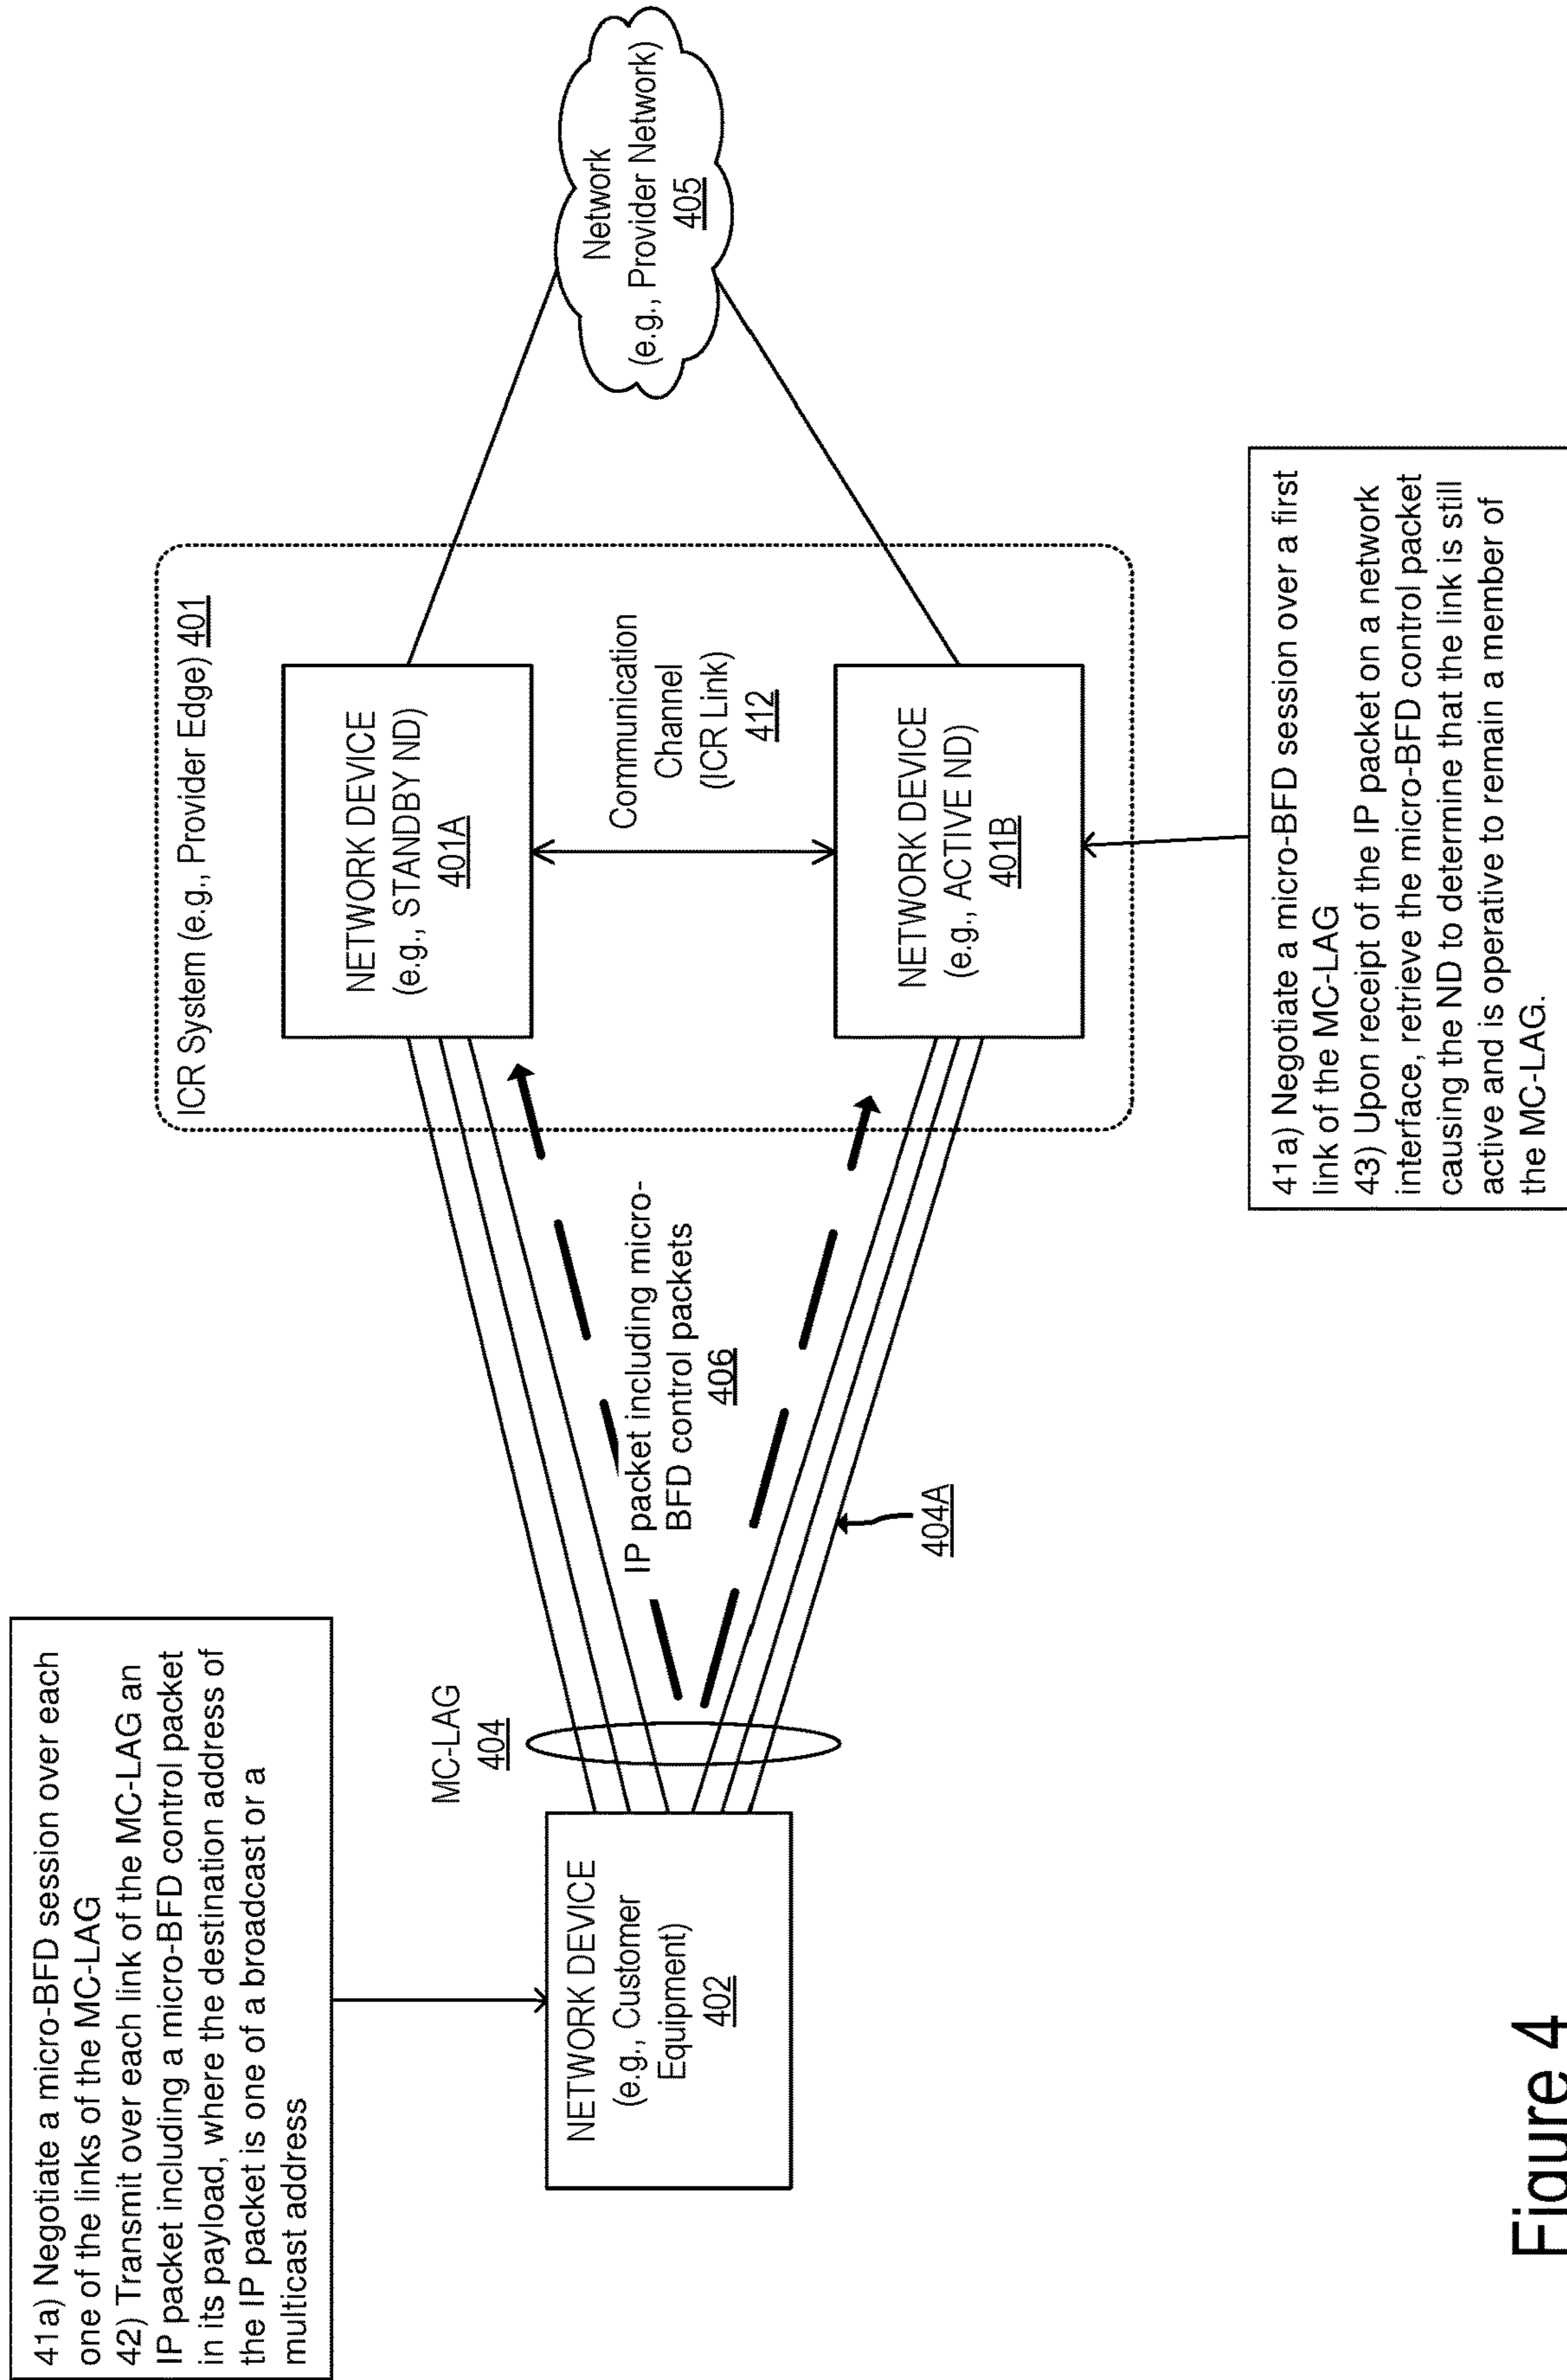 41a) Negotiate a micro-BFD session over each
one of the links of the MC-LAG
42) Transmit over each link of the MC-LAG an
IP packet including a micro-BFD control packet
in its payload, where the destination address of
the IP packet is one of a broadcast or a
multicast address
NETWORK DEVICE
(e.g., Customer
Equipment)
402
MC-LAG
404
IP packet including micro-
BFD control packets
406
404A
ICR System (e.g., Provider Edge) 401
NETWORK DEVICE
(e.g., STANDBY ND)
401A
Communication
Channel
(ICR Link)
412
NETWORK DEVICE
(e.g., ACTIVE ND)
401B
Network
(e.g., Provider Network)
405
41a) Negotiate a micro-BFD session over a first
link of the MC-LAG
43) Upon receipt of the IP packet on a network
interface, retrieve the micro-BFD control packet
causing the ND to determine that the link is still
active and is operative to remain a member of
the MC-LAG.
Figure 4